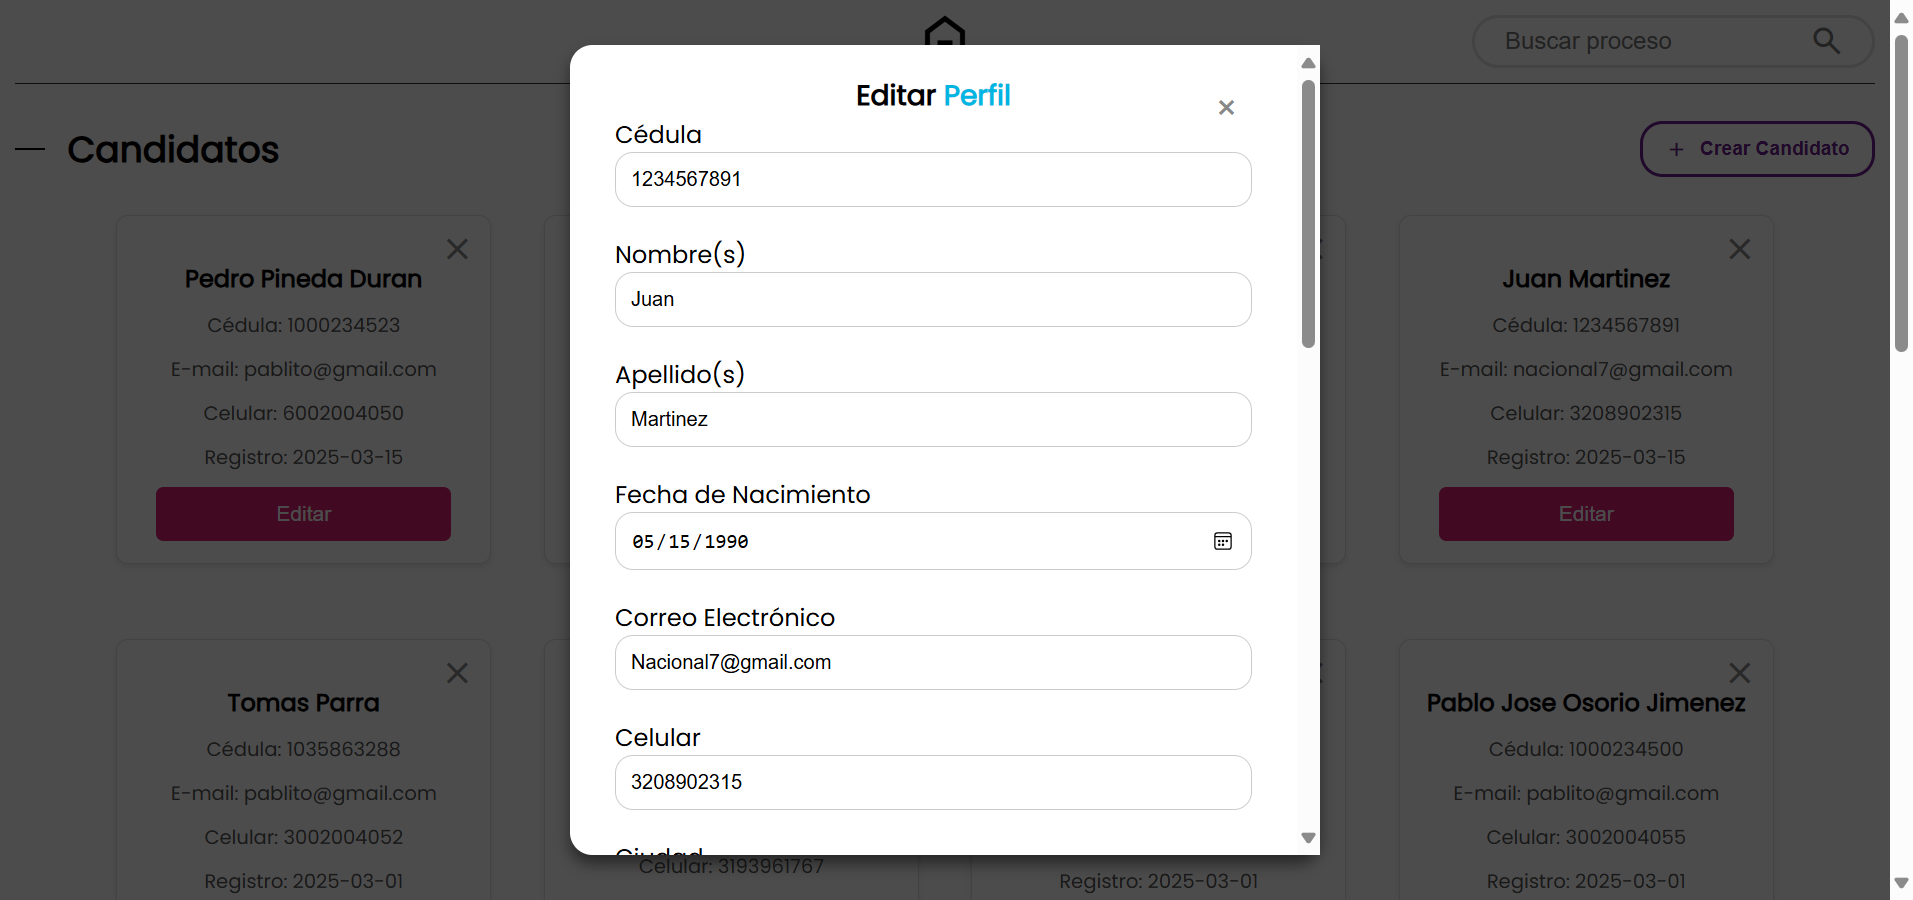 Buscar proceso
Candidatos
+ Crear Candidato
Editar Perfil
×
Cédula
1234567891
Nombre(s)
Juan
Apellido(s)
Martinez
Fecha de Nacimiento
05/15/1990
Correo Electrónico
Nacional7@gmail.com
Celular
3208902315
Ciudad
Pedro Pineda Duran
Cédula: 1000234523
E-mail: pablito@gmail.com
Celular: 6002004050
Registro: 2025-03-15
Editar
Juan Martinez
Cédula: 1234567891
E-mail: nacional7@gmail.com
Celular: 3208902315
Registro: 2025-03-15
Editar
Tomas Parra
Cédula: 1035863288
E-mail: pablito@gmail.com
Celular: 3002004052
Registro: 2025-03-01
Celular: 3193961767
Registro: 2025-03-01
Pablo Jose Osorio Jimenez
Cédula: 1000234500
E-mail: pablito@gmail.com
Celular: 3002004055
Registro: 2025-03-01